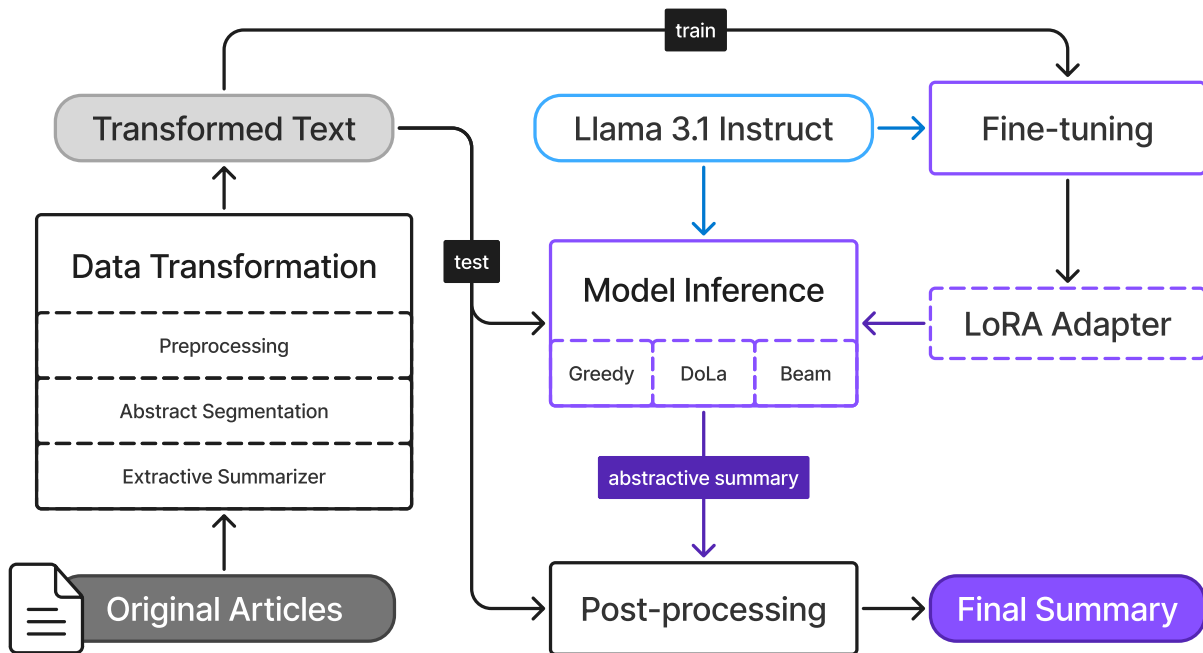 train
Transformed Text
Llama 3.1 Instruct
Fine-tuning
Data Transformation
Preprocessing
Abstract Segmentation
Extractive Summarizer
test
Model Inference
Greedy
DoLa
Beam
LoRA Adapter
abstractive summary
Original Articles
Post-processing
Final Summary